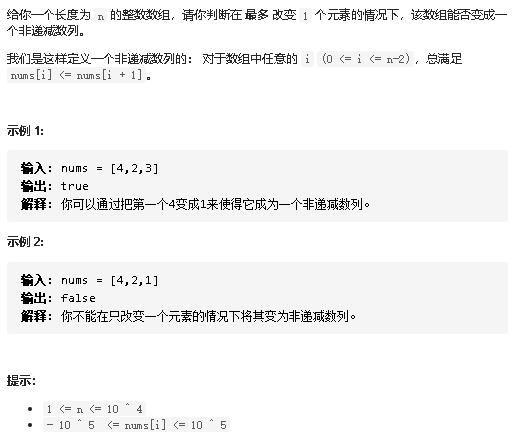 给你一个长度为 n 的整数数组，请你判断在 最多 改变 1 个元素的情况下，该数组能否变成一
个非递减数列。
我们是这样定义一个非递减数列的： 对于数组中任意的 i (0 <= i <= n-2)，总满足
nums[i] <= nums[i + 1]。
示例 1:
输入: nums = [4,2,3]
输出: true
解释: 你可以通过把第一个4变成1来使得它成为一个非递减数列。
示例 2:
输入: nums = [4,2,1]
输出: false
解释: 你不能在只改变一个元素的情况下将其变为非递减数列。
提示：
• 1 <= n <= 10 ^ 4
• - 10 ^ 5 <= nums[i] <= 10 ^ 5